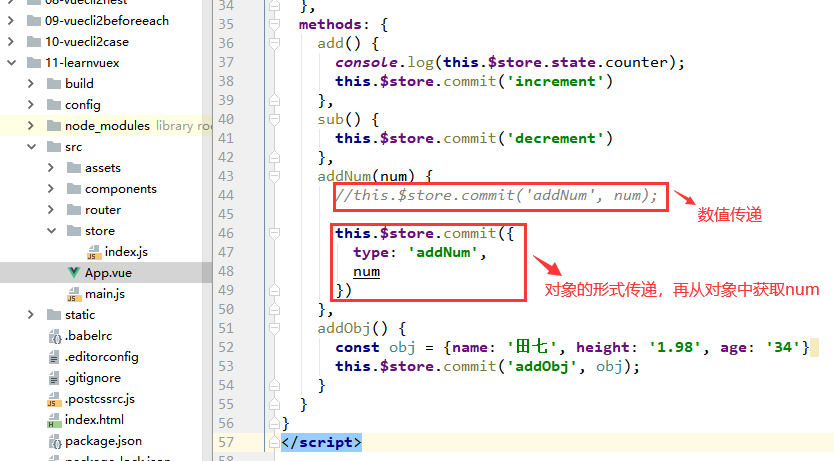 08-vuecli2test
09-vuecli2beforeeach
10-vuecli2case
11-learnvuex
build
config
node_modules library roo
src
assets
components
router
store
index.js
App.vue
main.js
static
.babelrc
.editorconfig
.gitignore
.postcssrc.js
index.html
package.json
package-lock.json
34 },
35 methods: {
36 add() {
37 console.log(this.$store.state.counter);
38 this.$store.commit('increment')
39 },
40 sub() {
41 this.$store.commit('decrement')
42 },
43 addNum(num) {
44 //this.$store.commit('addNum', num);
数值传递
45
46 this.$store.commit({
47 type: 'addNum',
48 num
49 })
对象的形式传递，再从对象中获取num
50 },
51 addObj() {
52 const obj = {name: '田七', height: '1.98', age: '34'}
53 this.$store.commit('addObj', obj);
54 }
55 }
56 }
57 </script>
58